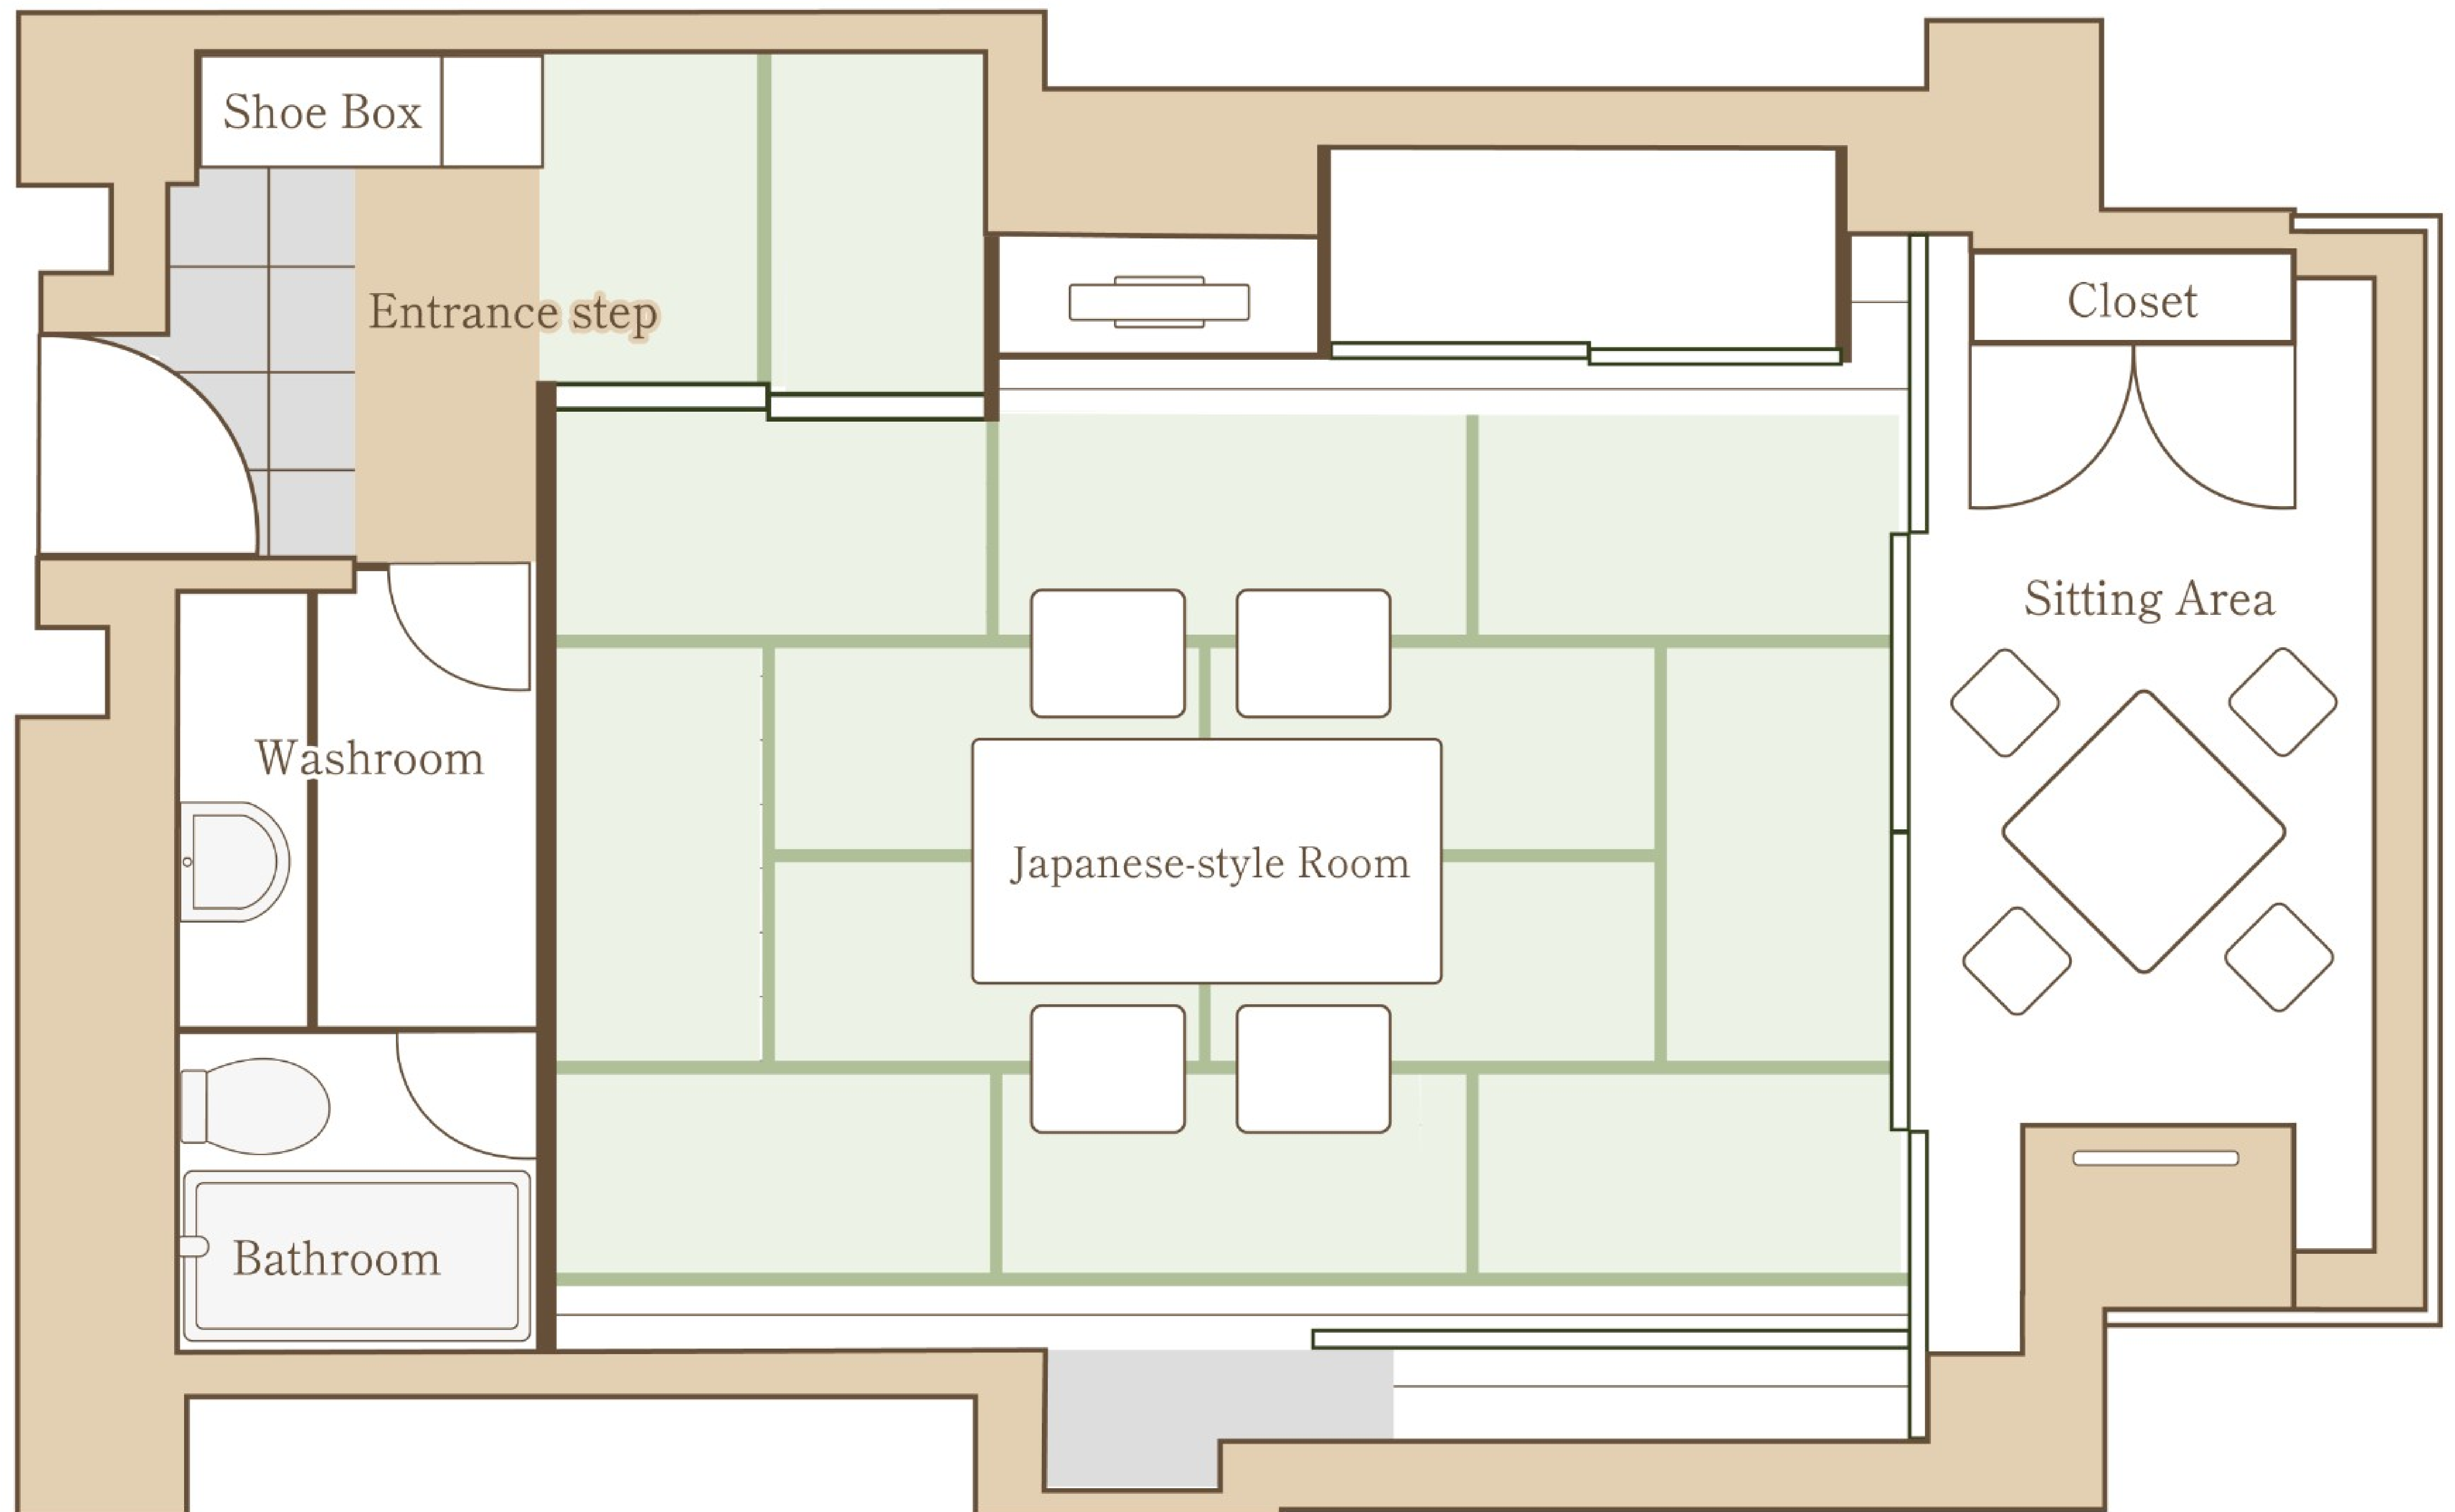 Shoe Box
Entrance step
Closet
Sitting Area
Washroom
Japanese-style Room
Bathroom